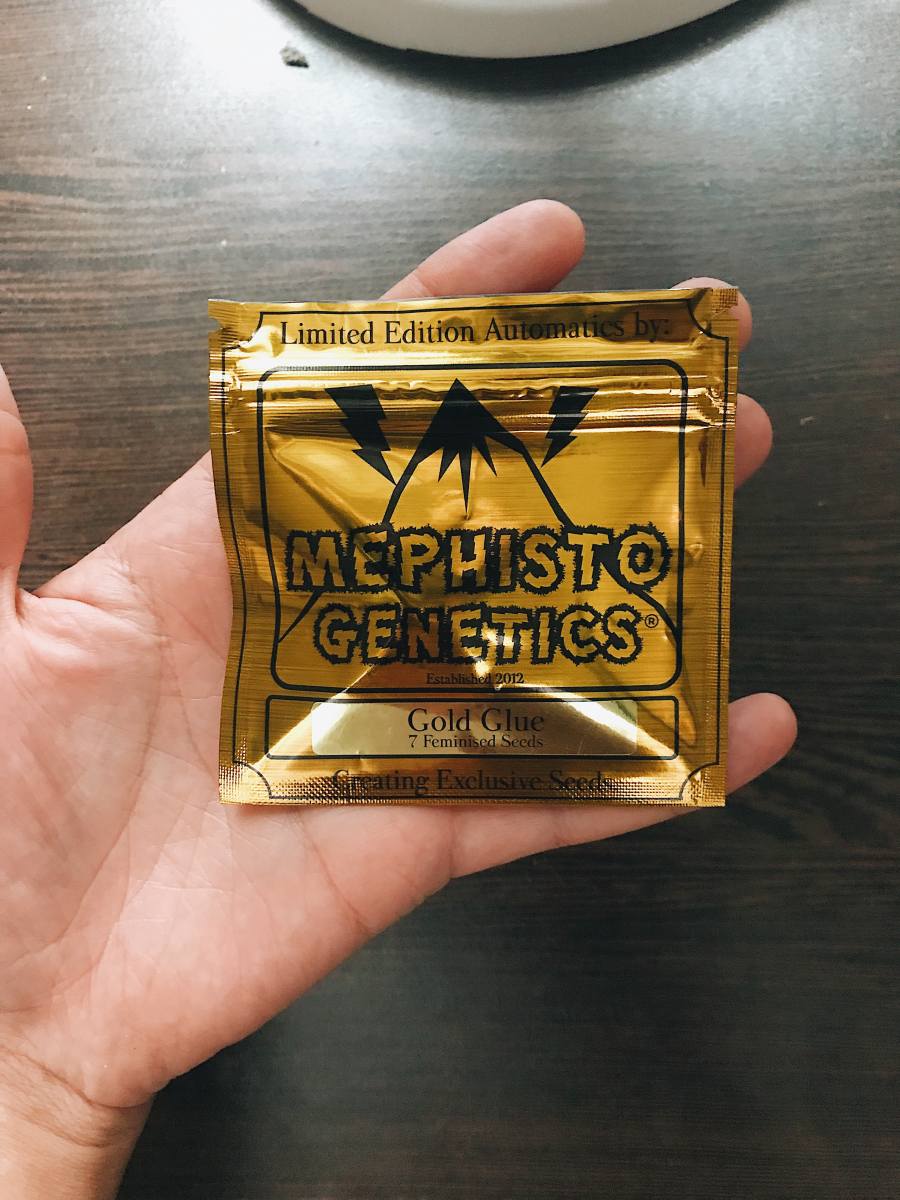 Limited Edition Automatics by:
MEPHISTO
GENETICS®
Established 2012
Gold Glue
7 Feminised Seeds
Creating Exclusive Seeds